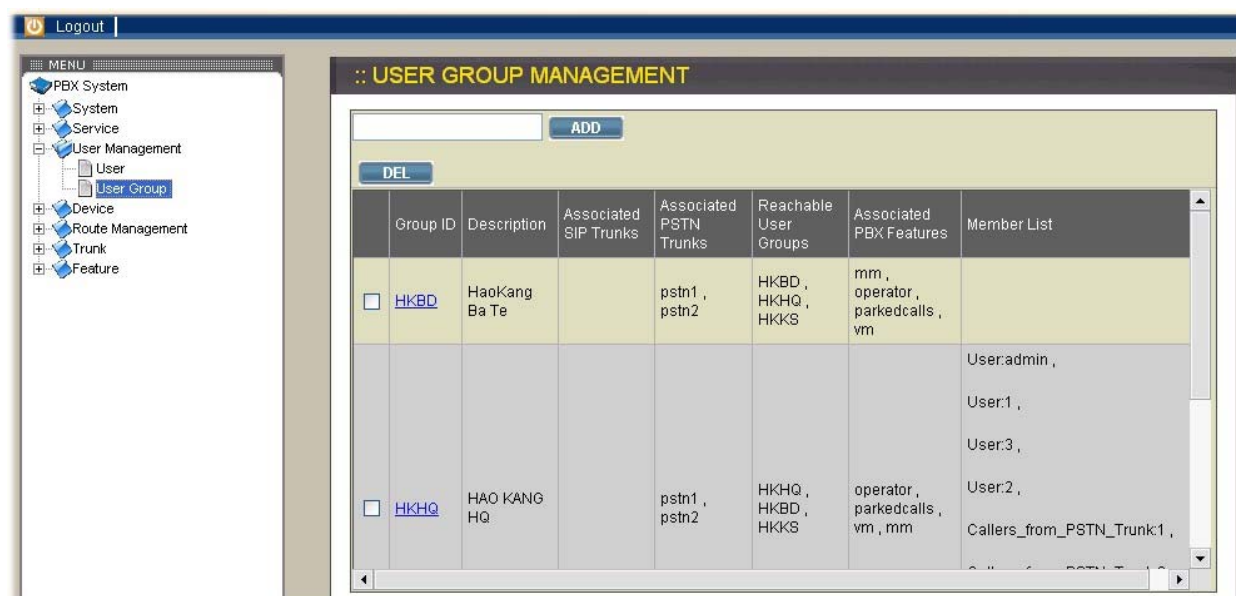 Logout
MENU
PBX System
System
Service
User Management
User
User Group
Device
Route Management
Trunk
Feature
:: USER GROUP MANAGEMENT
ADD
DEL
Group ID
Description
Associated
SIP Trunks
Associated
PSTN
Trunks
Reachable
User
Groups
Associated
PBX Features
Member List
HKBD
HaoKang
Ba Te
pstn1 ,
pstn2
HKBD ,
HKHQ ,
HKKS
mm ,
operator ,
parkedcalls ,
vm
HKHQ
HAO KANG
HQ
pstn1 ,
pstn2
HKHQ ,
HKBD ,
HKKS
operator ,
parkedcalls ,
vm , mm
User:admin ,
User:1 ,
User:3 ,
User:2 ,
Callers_from_PSTN_Trunk:1 ,